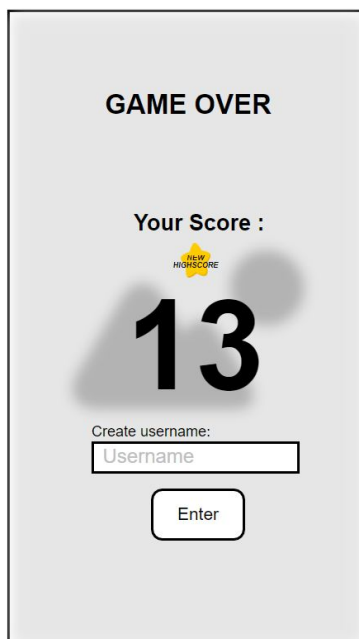 GAME OVER
Your Score :
NEW
HIGHSCORE
13
Create username:
Username
Enter